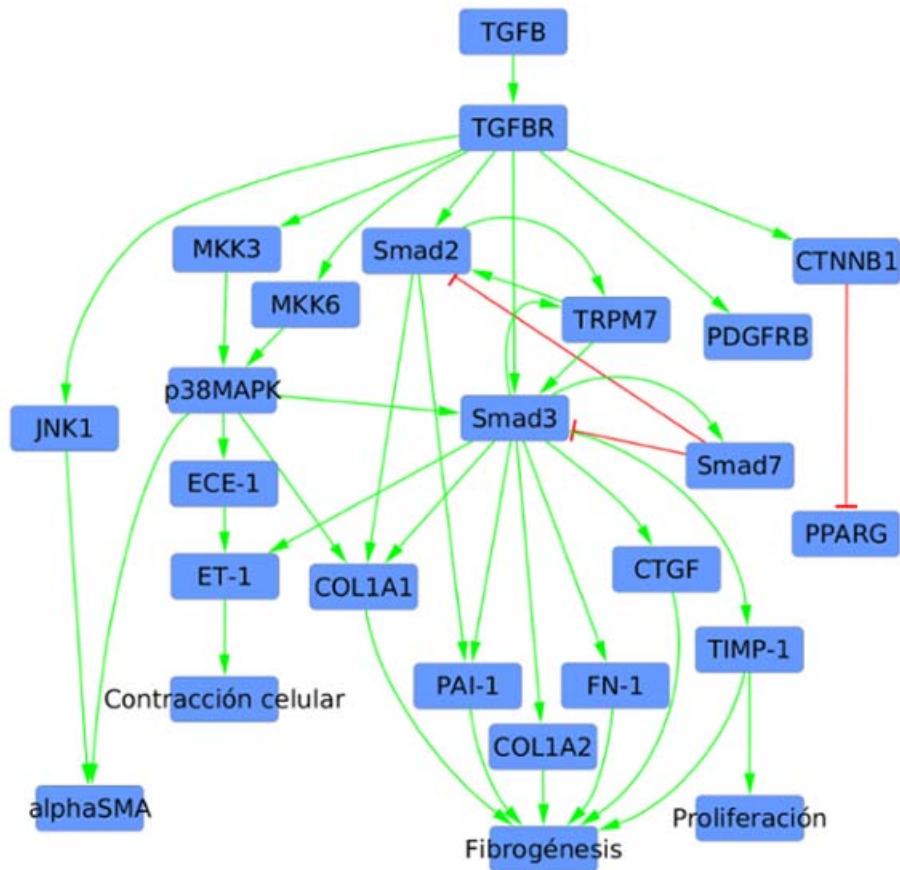 TGFB
TGFBR
MKK3
Smad2
CTNNB1
MKK6
TRPM7
PDGFRB
p38MAPK
JNK1
Smad3
Smad7
ECE-1
PPARG
ET-1
COL1A1
CTGF
TIMP-1
Contracción celular
PAI-1
FN-1
COL1A2
alphaSMA
Proliferación
Fibrogénesis